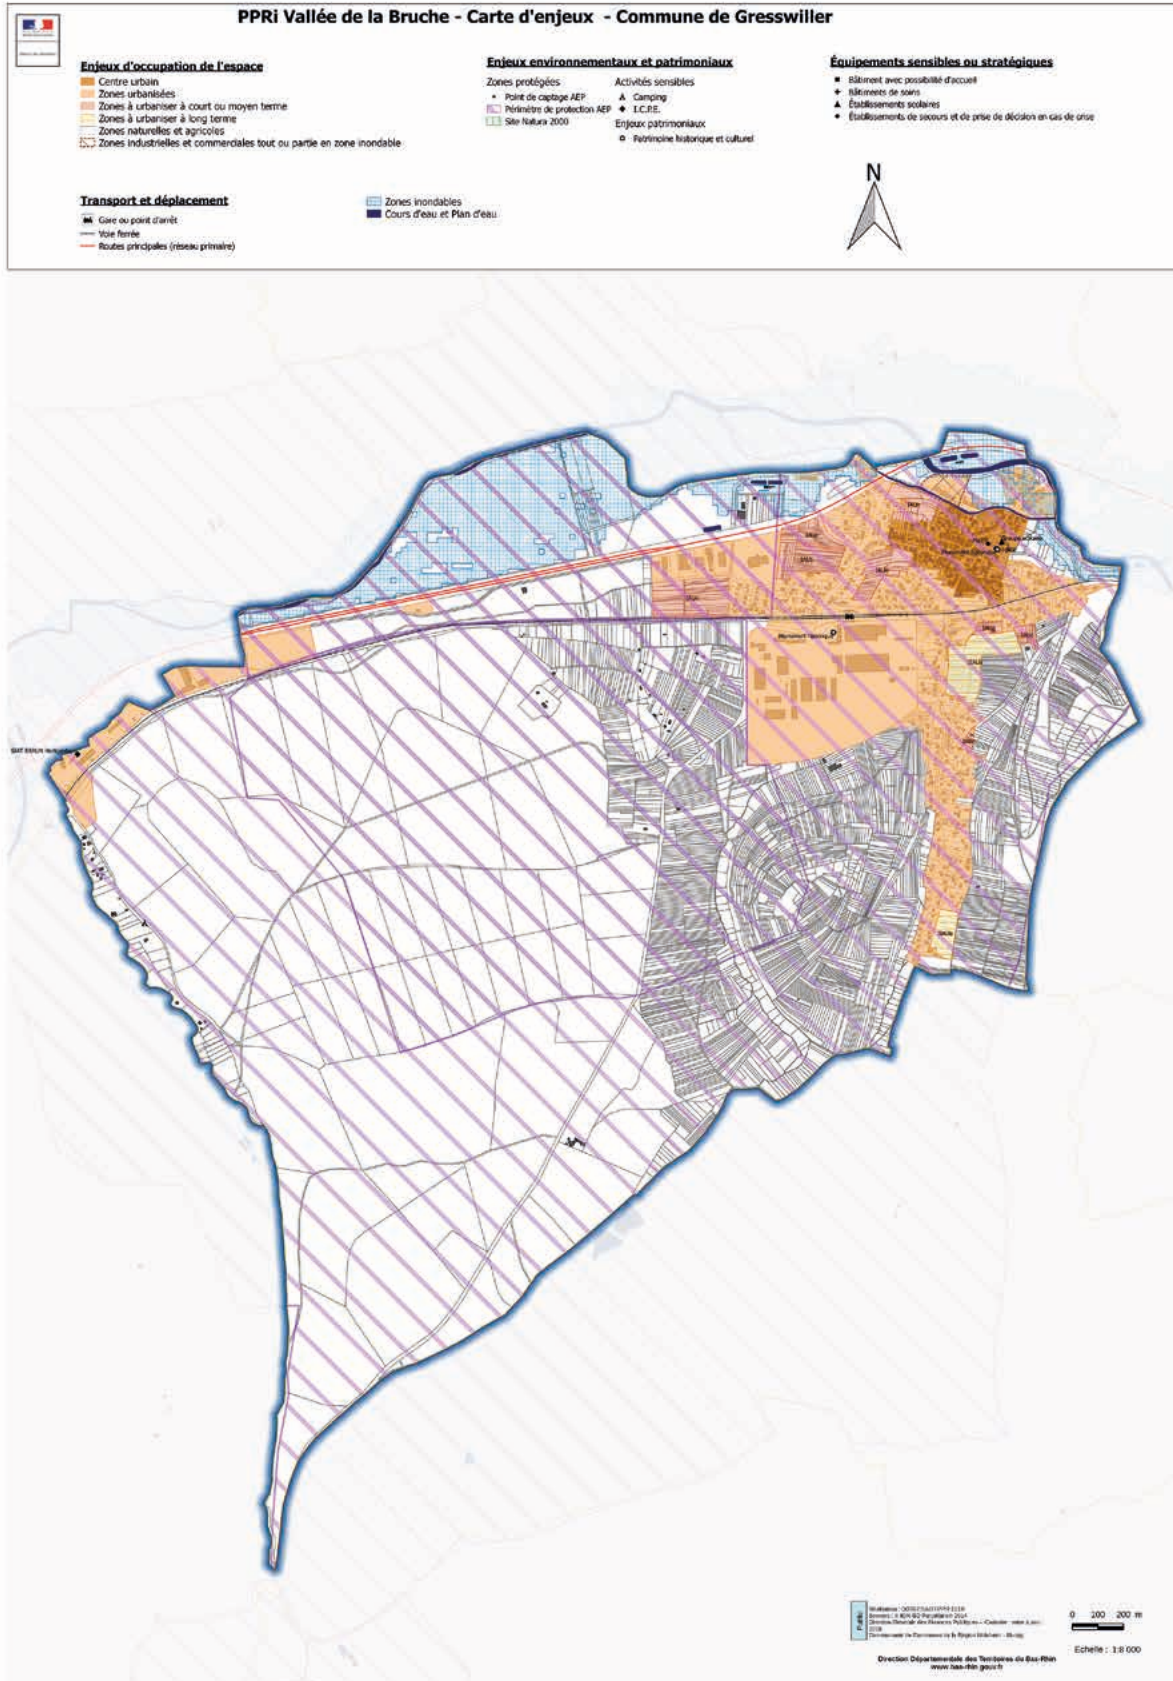 PPRi Vallée de la Bruche - Carte d'enjeux - Commune de Gresswiller
Enjeux d'occupation de l'espace
Centre urbain
Zones urbanisées
Zones à urbaniser à court ou moyen terme
Zones à urbaniser à long terme
Zones naturelles et agricoles
Zones industrielles et commerciales tout ou partie en zone inondable
Enjeux environnementaux et patrimoniaux
Zones protégées
Point de captage AEP
Périmètre de protection AEP
Site Natura 2000
Activités sensibles
Camping
I.C.P.E.
Enjeux patrimoniaux
Patrimoine historique et culturel
Équipements sensibles ou stratégiques
Bâtiment avec possibilité d'accueil
Bâtiments de soins
Établissements scolaires
Établissements de secours et de prise de décision en cas de crise
Transport et déplacement
Gare ou point d'arrêt
Voie ferrée
Routes principales (réseau primaire)
Zones inondables
Cours d'eau et Plan d'eau
N
Public
0 100 200 m
Echelle : 1:8 000
Direction Départementale des Territoires du Bas-Rhin
www.bas-rhin.gouv.fr